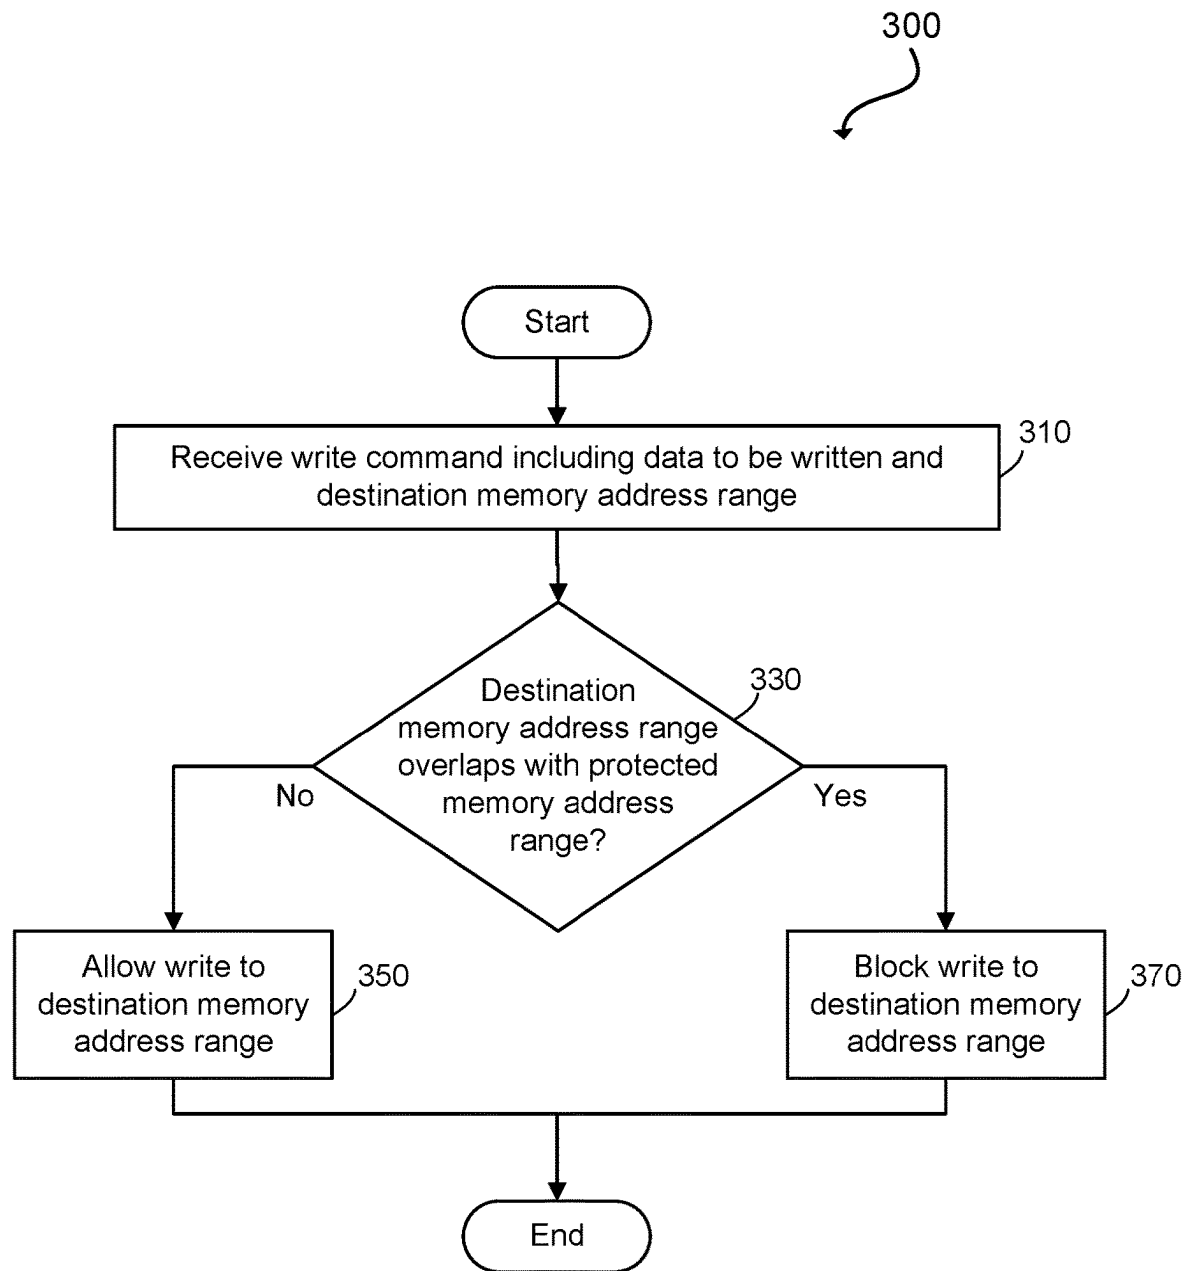 300
Start
310
Receive write command including data to be written and
destination memory address range
330
Destination
memory address range
overlaps with protected
memory address
range?
No
Yes
Allow write to
destination memory
address range
350
Block write to
destination memory
address range
370
End